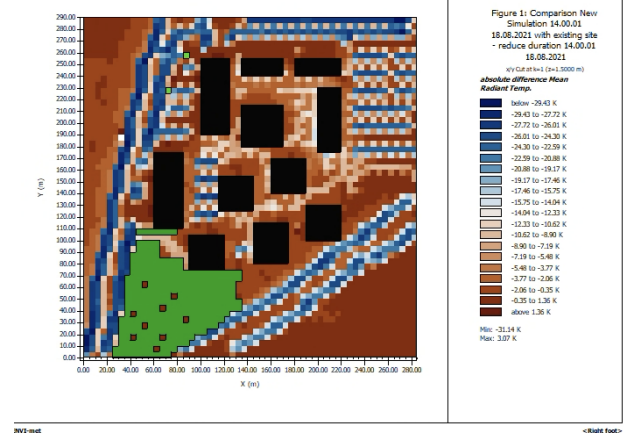 Figure 1: Comparison New
Simulation 14.00.01
18.08.2021 with existing site
- reduce duration 14.00.01
18.08.2021
x/y Cut at k=1 (z=1.5000 m)
absolute difference Mean
Radiant Temp.
below -29.43 K
-29.43 to -27.72 K
-27.72 to -26.01 K
-26.01 to -24.30 K
-24.30 to -22.59 K
-22.59 to -20.88 K
-20.88 to -19.17 K
-19.17 to -17.46 K
-17.46 to -15.75 K
-15.75 to -14.04 K
-14.04 to -12.33 K
-12.33 to -10.62 K
-10.62 to -8.90 K
-8.90 to -7.19 K
-7.19 to -5.48 K
-5.48 to -3.77 K
-3.77 to -2.06 K
-2.06 to -0.35 K
-0.35 to 1.36 K
above 1.36 K
Min: -31.14 K
Max: 3.07 K
290.00
280.00
270.00
260.00
250.00
240.00
230.00
220.00
210.00
200.00
190.00
180.00
170.00
160.00
150.00
140.00
130.00
120.00
110.00
100.00
90.00
80.00
70.00
60.00
50.00
40.00
30.00
20.00
10.00
0.00
Y (m)
0.00 20.00 40.00 60.00 80.00 100.00 120.00 140.00 160.00 180.00 200.00 220.00 240.00 260.00 280.00
X (m)
ENVI-met
<Right foot>